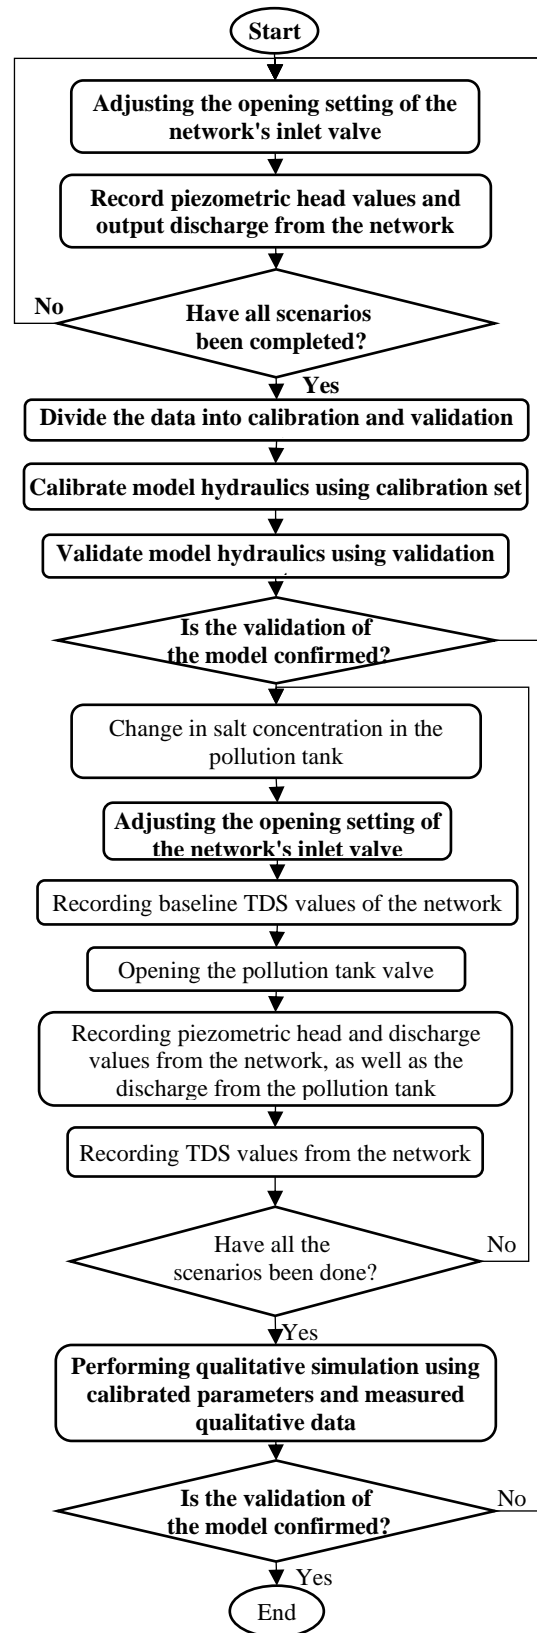 Start
Adjusting the opening setting of the
network's inlet valve
Record piezometric head values and
output discharge from the network
No
Have all scenarios
been completed?
Yes
Divide the data into calibration and validation
Calibrate model hydraulics using calibration set
Validate model hydraulics using validation
Is the validation of
the model confirmed?
Change in salt concentration in the
pollution tank
Adjusting the opening setting of
the network's inlet valve
Recording baseline TDS values of the network
Opening the pollution tank valve
Recording piezometric head and discharge
values from the network, as well as the
discharge from the pollution tank
Recording TDS values from the network
Have all the
scenarios been done?
No
Yes
Performing qualitative simulation using
calibrated parameters and measured
qualitative data
Is the validation of
the model confirmed?
No
Yes
End